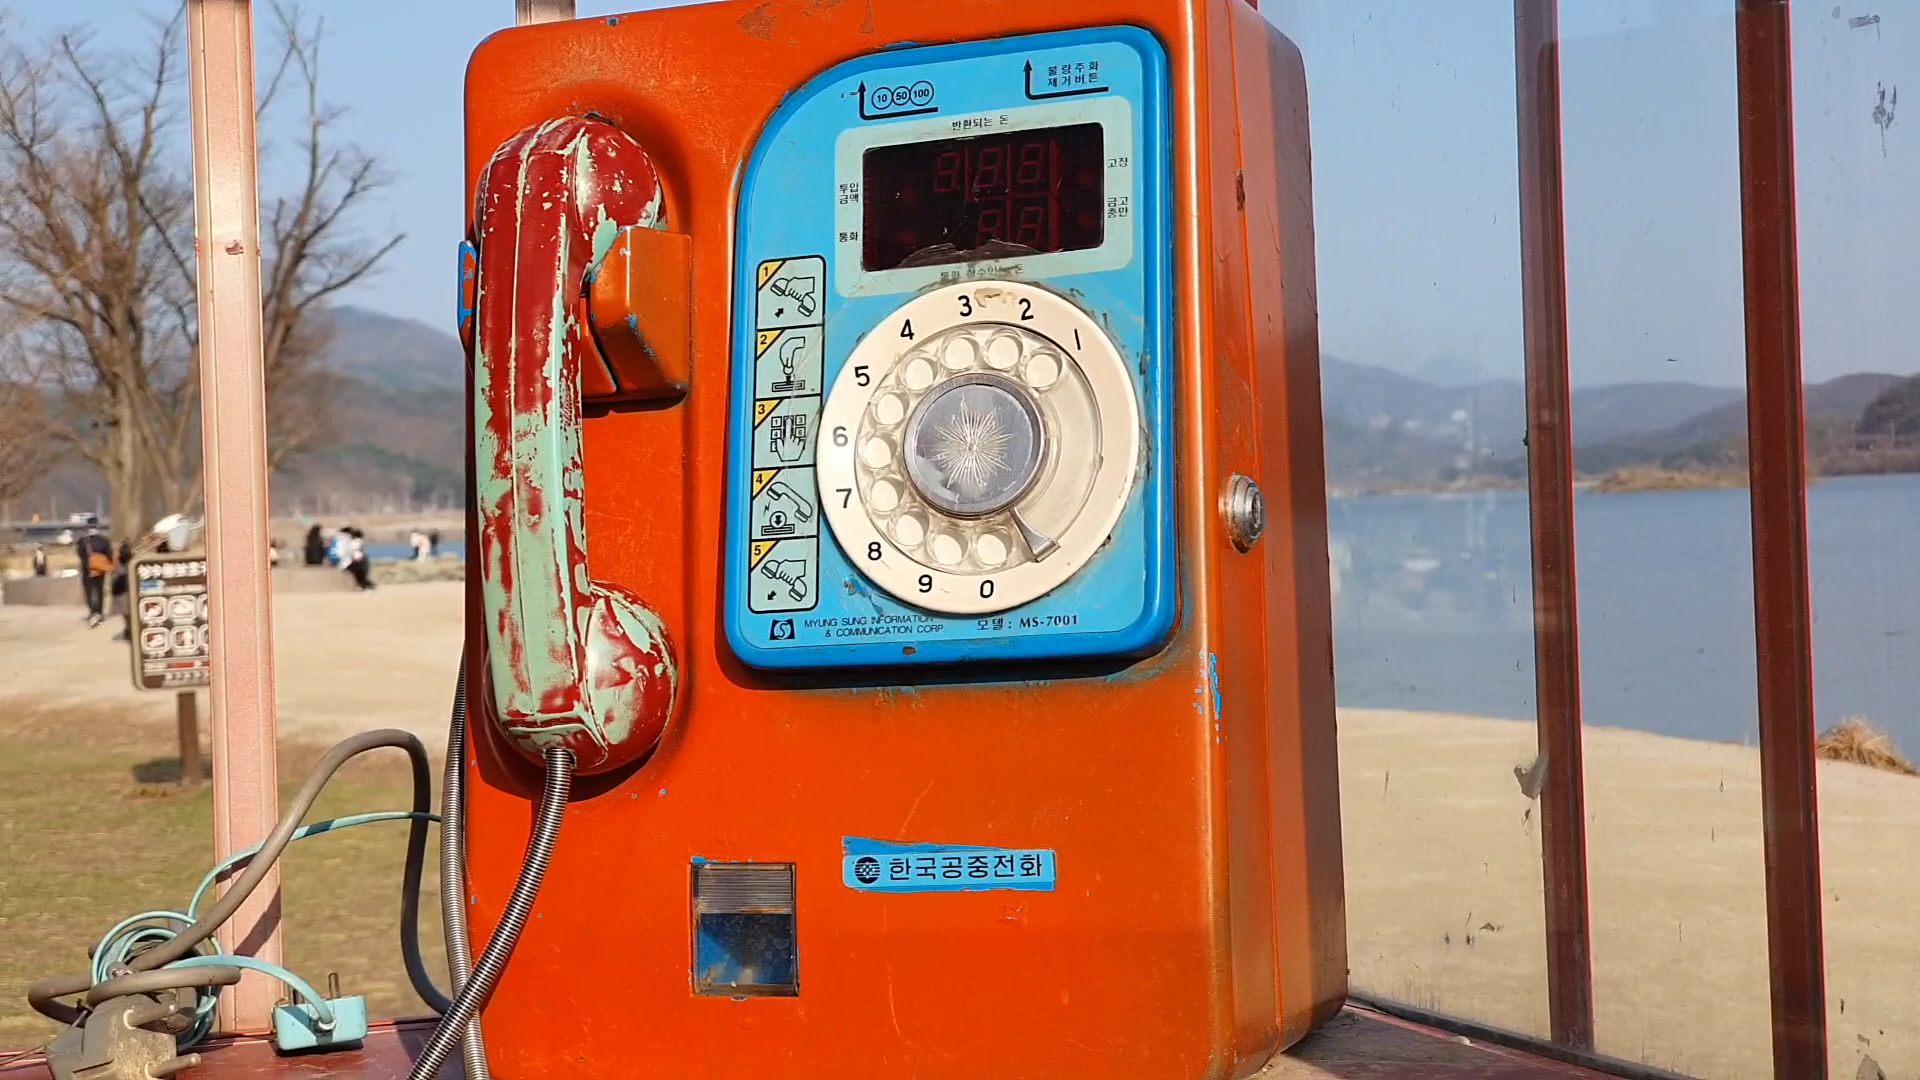 10 50 100
불량주화
제거버튼
반환되는 돈
고장
투입
금액
금고
충만
통화
1
2
3
4
5
1
2
3
4
5
6
7
8
9
0
MYUNG SUNG INFORMATION
& COMMUNICATION CORP.
모델 : MS-7001
한국공중전화